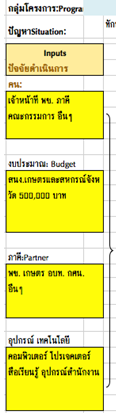 กลุ่มโครงการ:Progra
ปัญหาSituation:
Inputs
ปัจจัยดำเนินการ
คน:
เจ้าหน้าที่ พช. ภาคี
คณะกรรมการ อื่นๆ
งบประมาณ: Budget
สนง.เกษตรและสหกรณ์จังห
วัด 500,000 บาท
ภาคี:Partner
พช. เกษตร อบท. กศน.
อื่นๆ
อุปกรณ์ เทคโนโลยี
คอมพิวเตอร์ โปรเจคเตอร์
สื่อเรียนรู้ อุปกรณ์สำนักงาน